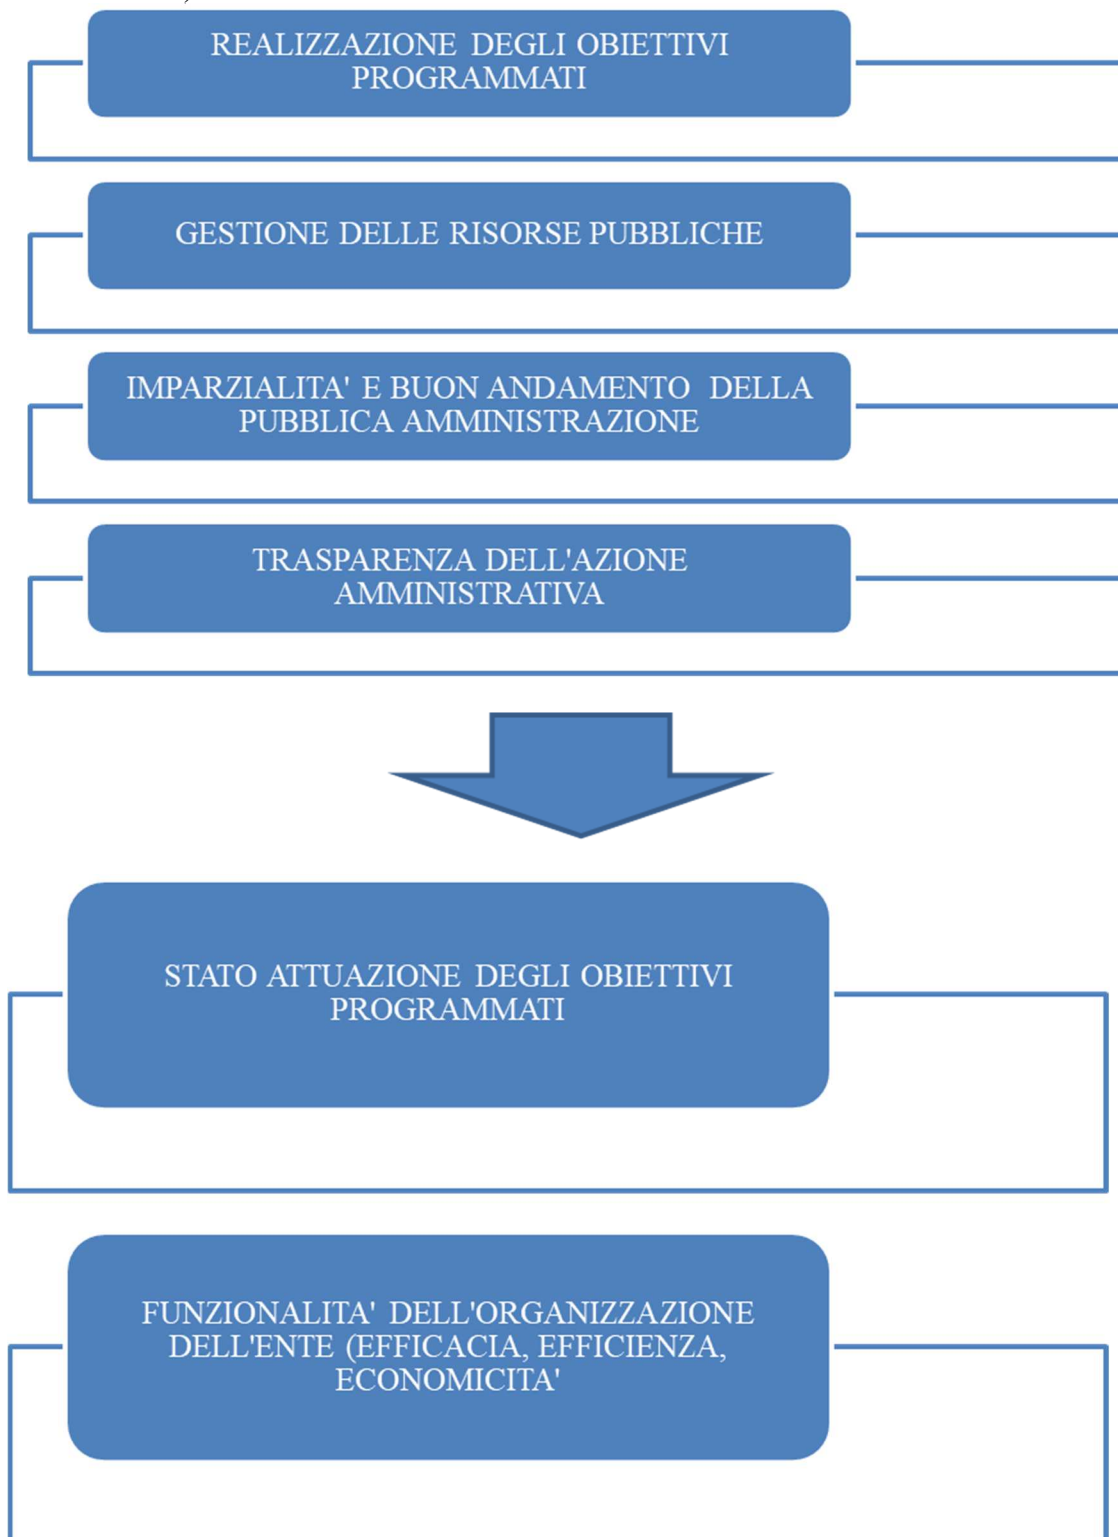 REALIZZAZIONE DEGLI OBIETTIVI
PROGRAMMATI
GESTIONE DELLE RISORSE PUBBLICHE
IMPARZIALITA' E BUON ANDAMENTO DELLA
PUBBLICA AMMINISTRAZIONE
TRASPARENZA DELL'AZIONE
AMMINISTRATIVA
STATO ATTUAZIONE DEGLI OBIETTIVI
PROGRAMMATI
FUNZIONALITA' DELL'ORGANIZZAZIONE
DELL'ENTE (EFFICACIA, EFFICIENZA,
ECONOMICITA'